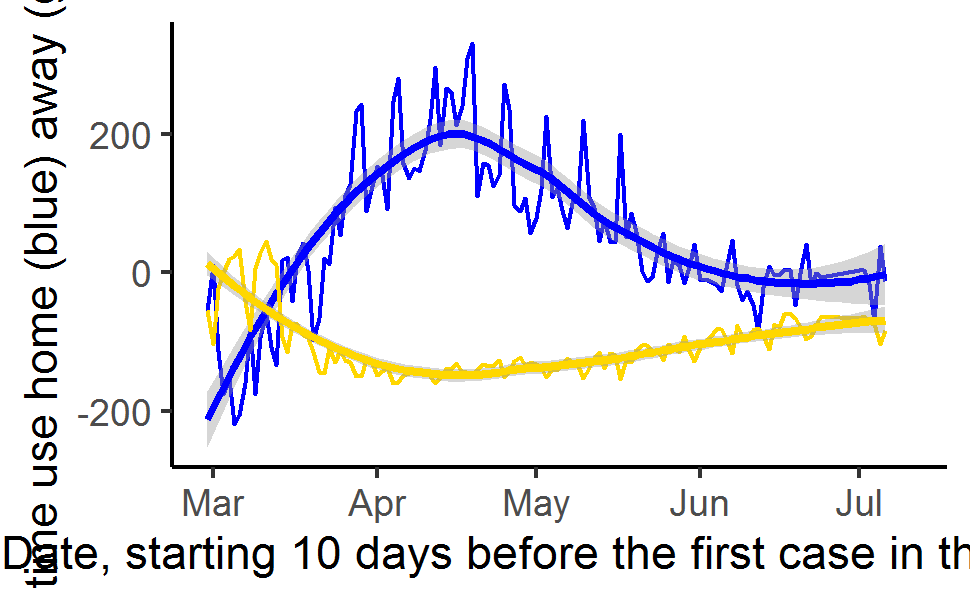 time use home (blue) away (
200
0
-200
Mar Apr May Jun Jul
Date, starting 10 days before the first case in th